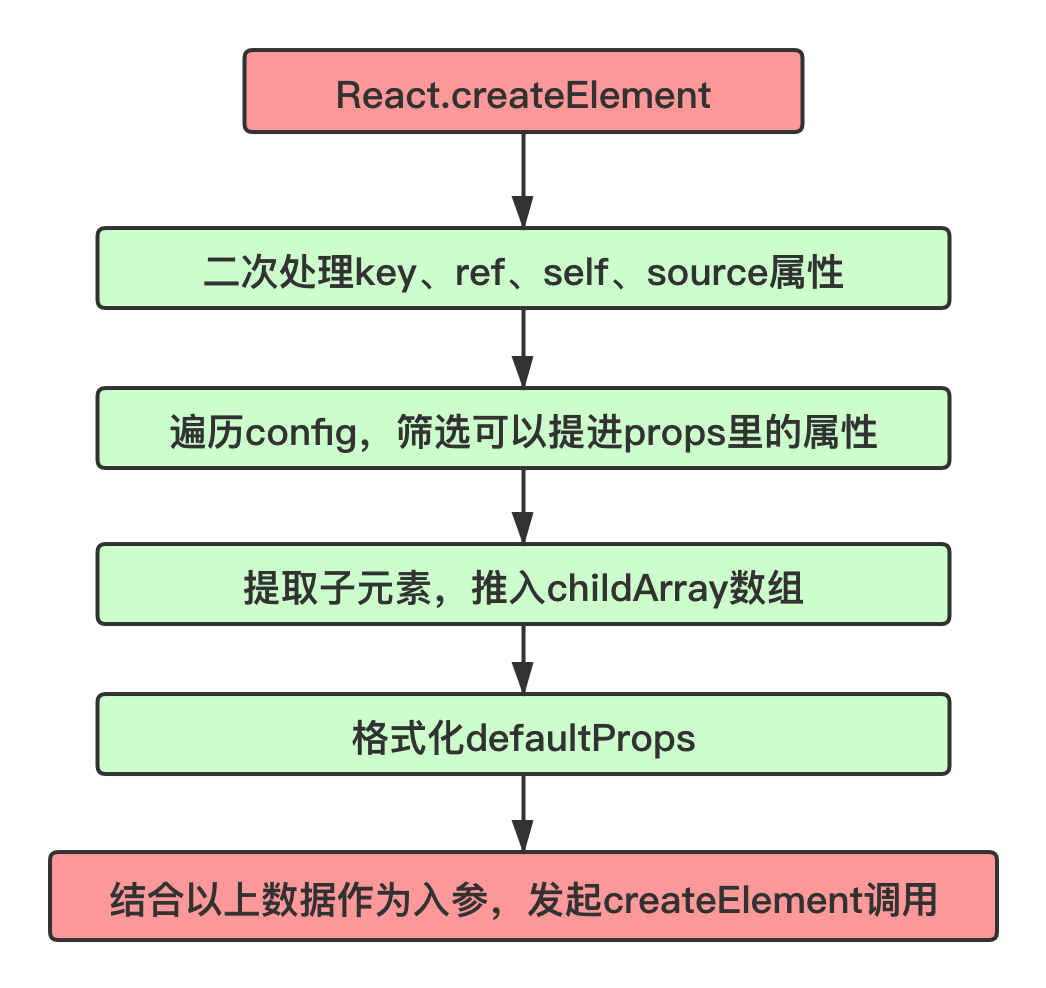 React.createElement
二次处理key、ref、self、source属性
遍历config，筛选可以提进props里的属性
提取子元素，推入childArray数组
格式化defaultProps
结合以上数据作为入参，发起createElement调用